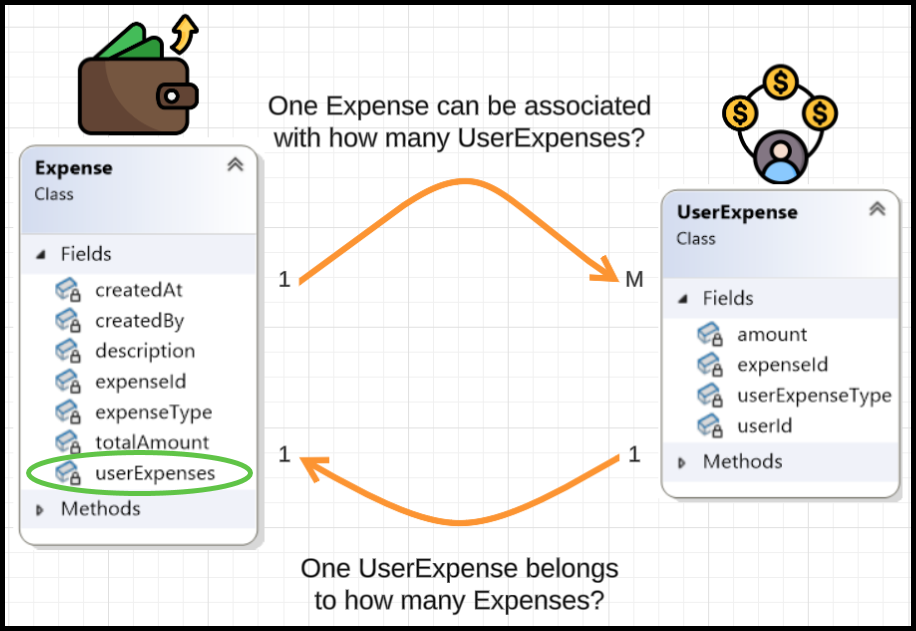 One Expense can be associated
with how many UserExpenses?
Expense
Class
Fields
createdAt
createdBy
description
expenseId
expenseType
totalAmount
userExpenses
Methods
1
M
1
1
$
$
$
UserExpense
Class
Fields
amount
expenseId
userExpenseType
userId
Methods
One UserExpense belongs
to how many Expenses?